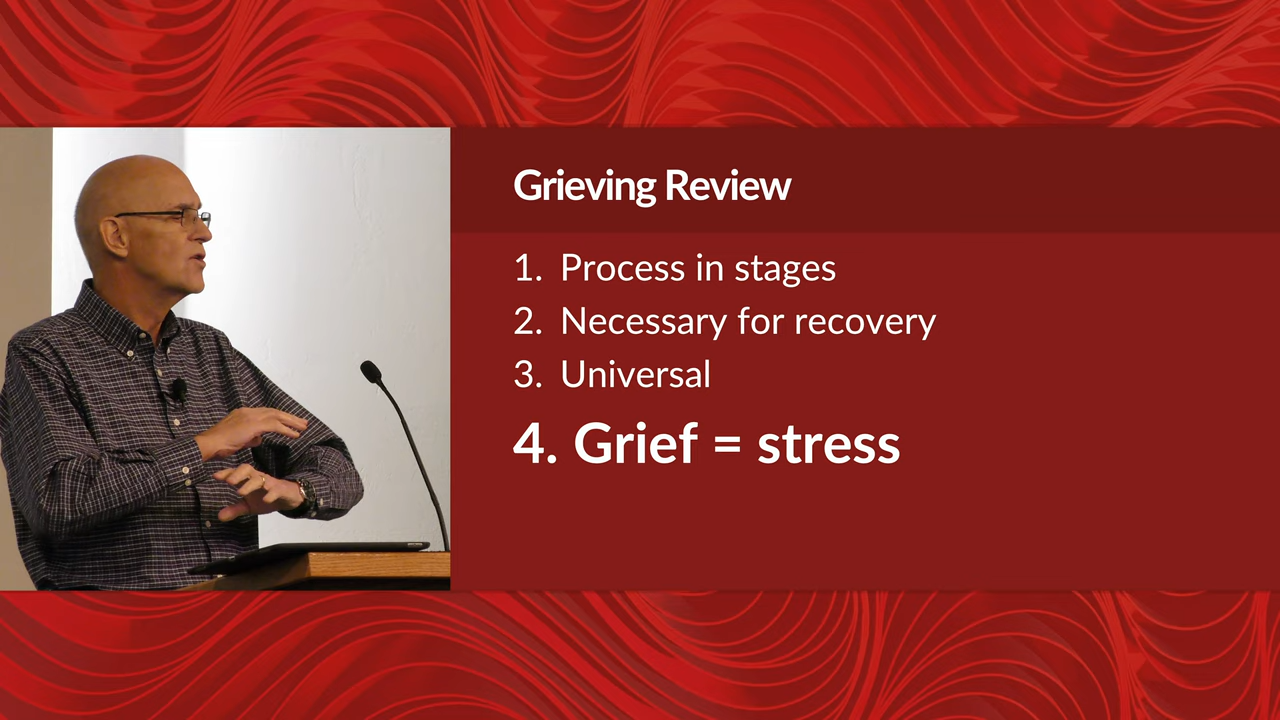 Grieving Review
1. Process in stages
2. Necessary for recovery
3. Universal
4. Grief = stress